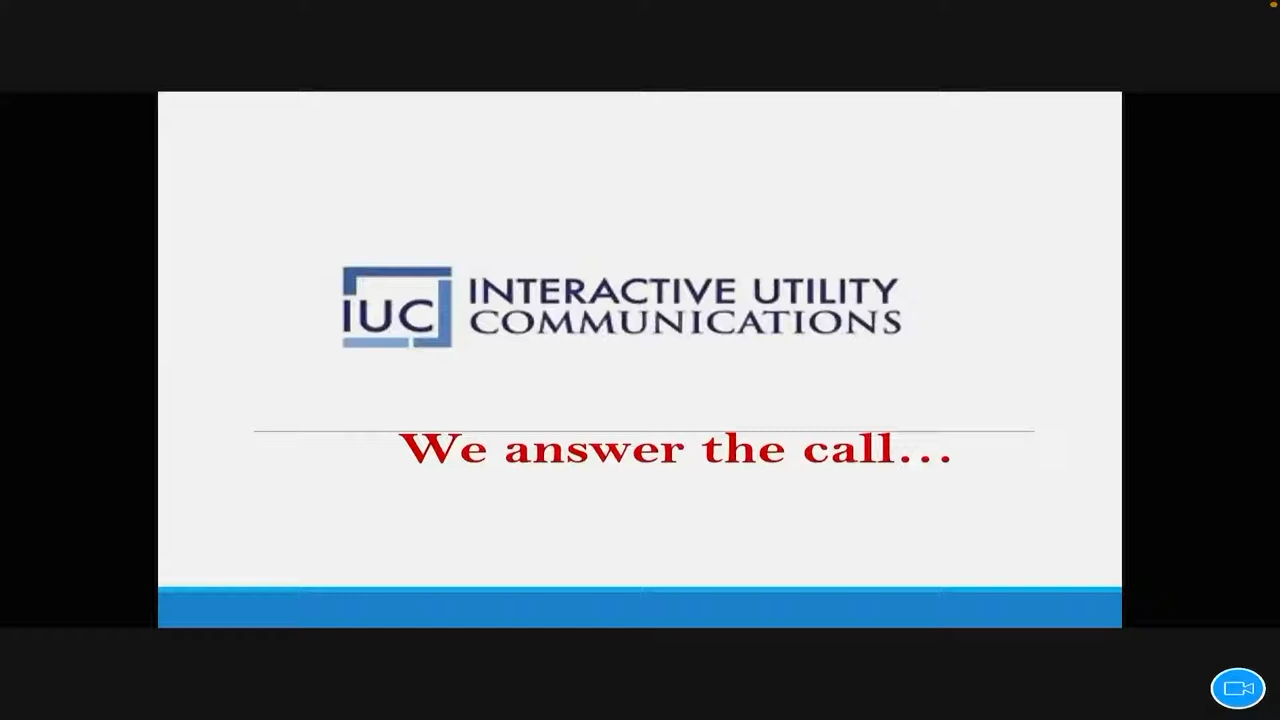 IUC
INTERACTIVE UTILITY
COMMUNICATIONS
We answer the call...